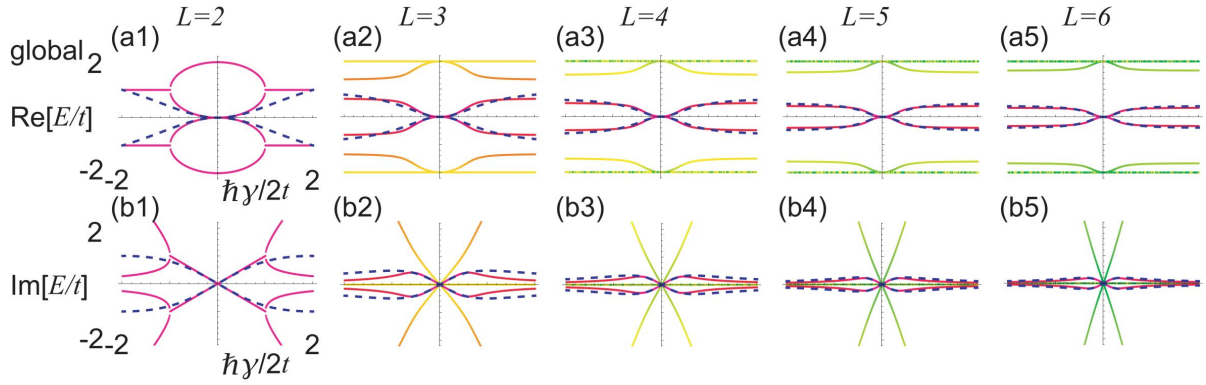 L=2 L=3 L=4 L=5 L=6
global (a1) (a2) (a3) (a4) (a5)
2
Re[E/t]
-2
-2 ħγ/2t 2
(b1) (b2) (b3) (b4) (b5)
2
Im[E/t]
-2
-2 ħγ/2t 2